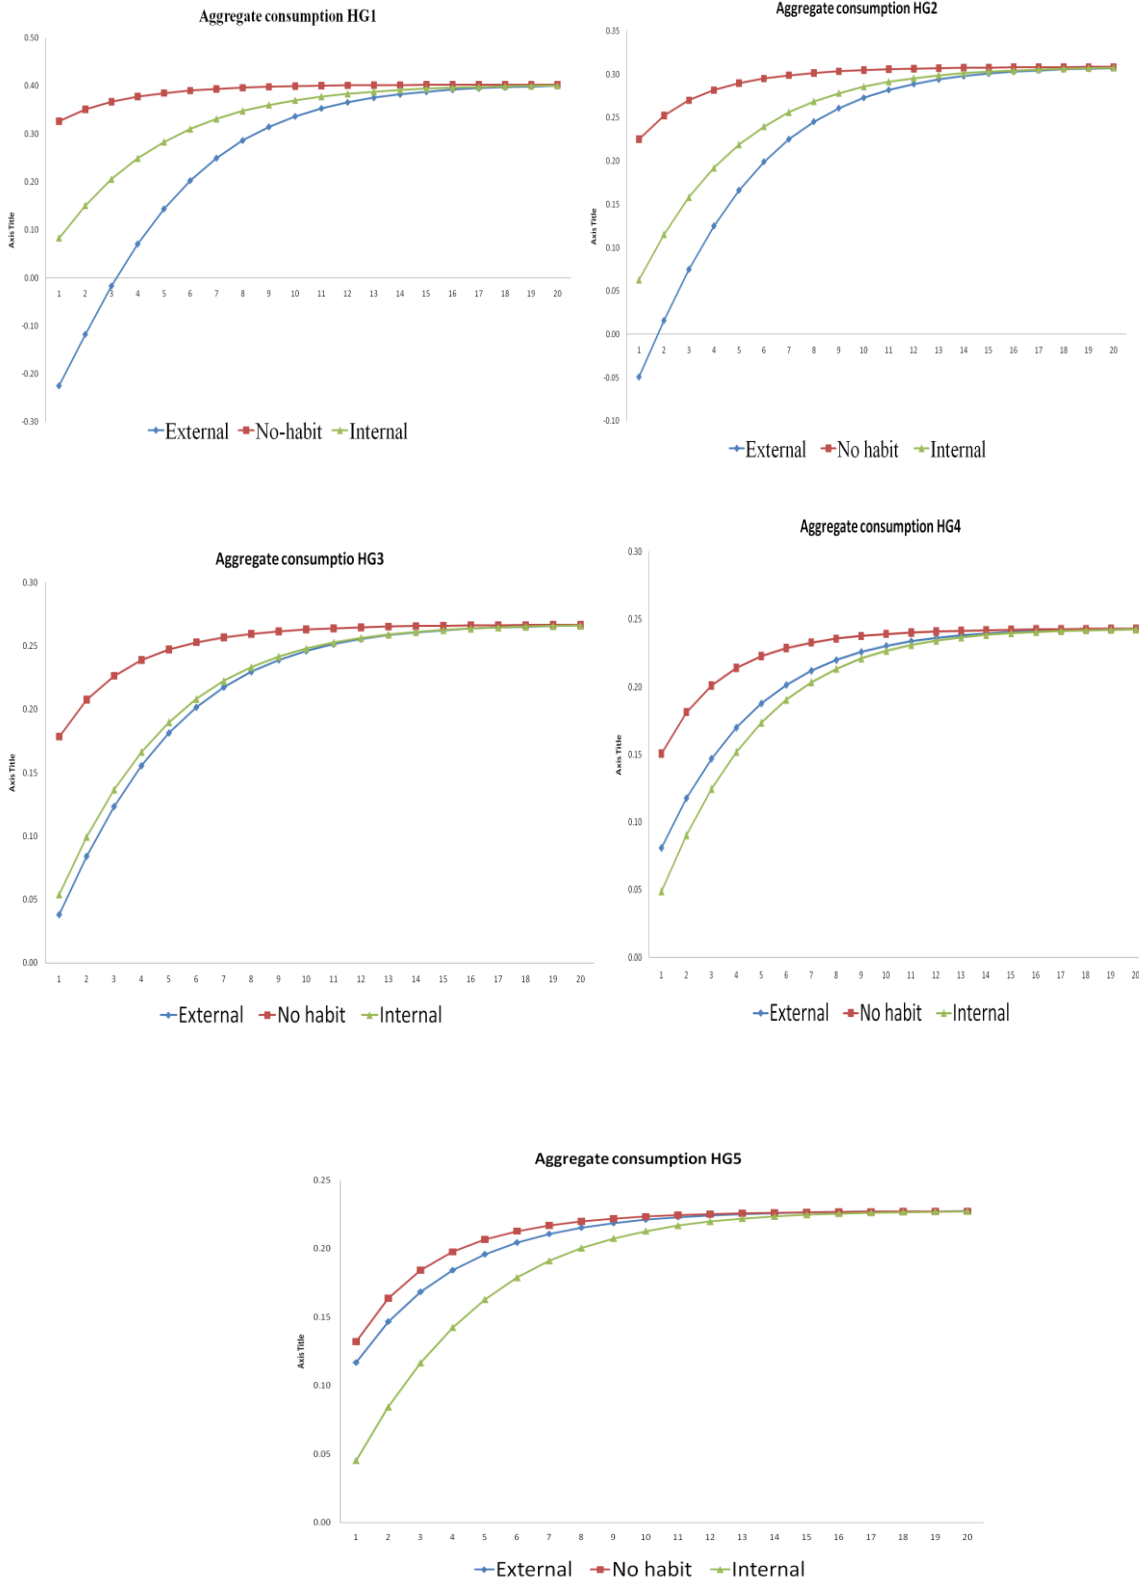 Aggregate consumption HG1
0.50
0.40
0.30
0.20
0.10
0.00
-0.10
-0.20
-0.30
Axis Title
1 2 3 4 5 6 7 8 9 10 11 12 13 14 15 16 17 18 19 20
External No-habit Internal
Aggregate consumption HG2
0.35
0.30
0.25
0.20
0.15
0.10
0.05
0.00
-0.05
-0.10
Axis Title
1 2 3 4 5 6 7 8 9 10 11 12 13 14 15 16 17 18 19 20
External No habit Internal
Aggregate consumptio HG3
0.30
0.25
0.20
0.15
0.10
0.05
0.00
Axis Title
1 2 3 4 5 6 7 8 9 10 11 12 13 14 15 16 17 18 19 20
External No habit Internal
Aggregate consumption HG4
0.30
0.25
0.20
0.15
0.10
0.05
0.00
Axis Title
1 2 3 4 5 6 7 8 9 10 11 12 13 14 15 16 17 18 19 20
External No habit Internal
Aggregate consumption HG5
0.25
0.20
0.15
0.10
0.05
0.00
Axis Title
1 2 3 4 5 6 7 8 9 10 11 12 13 14 15 16 17 18 19 20
External No habit Internal